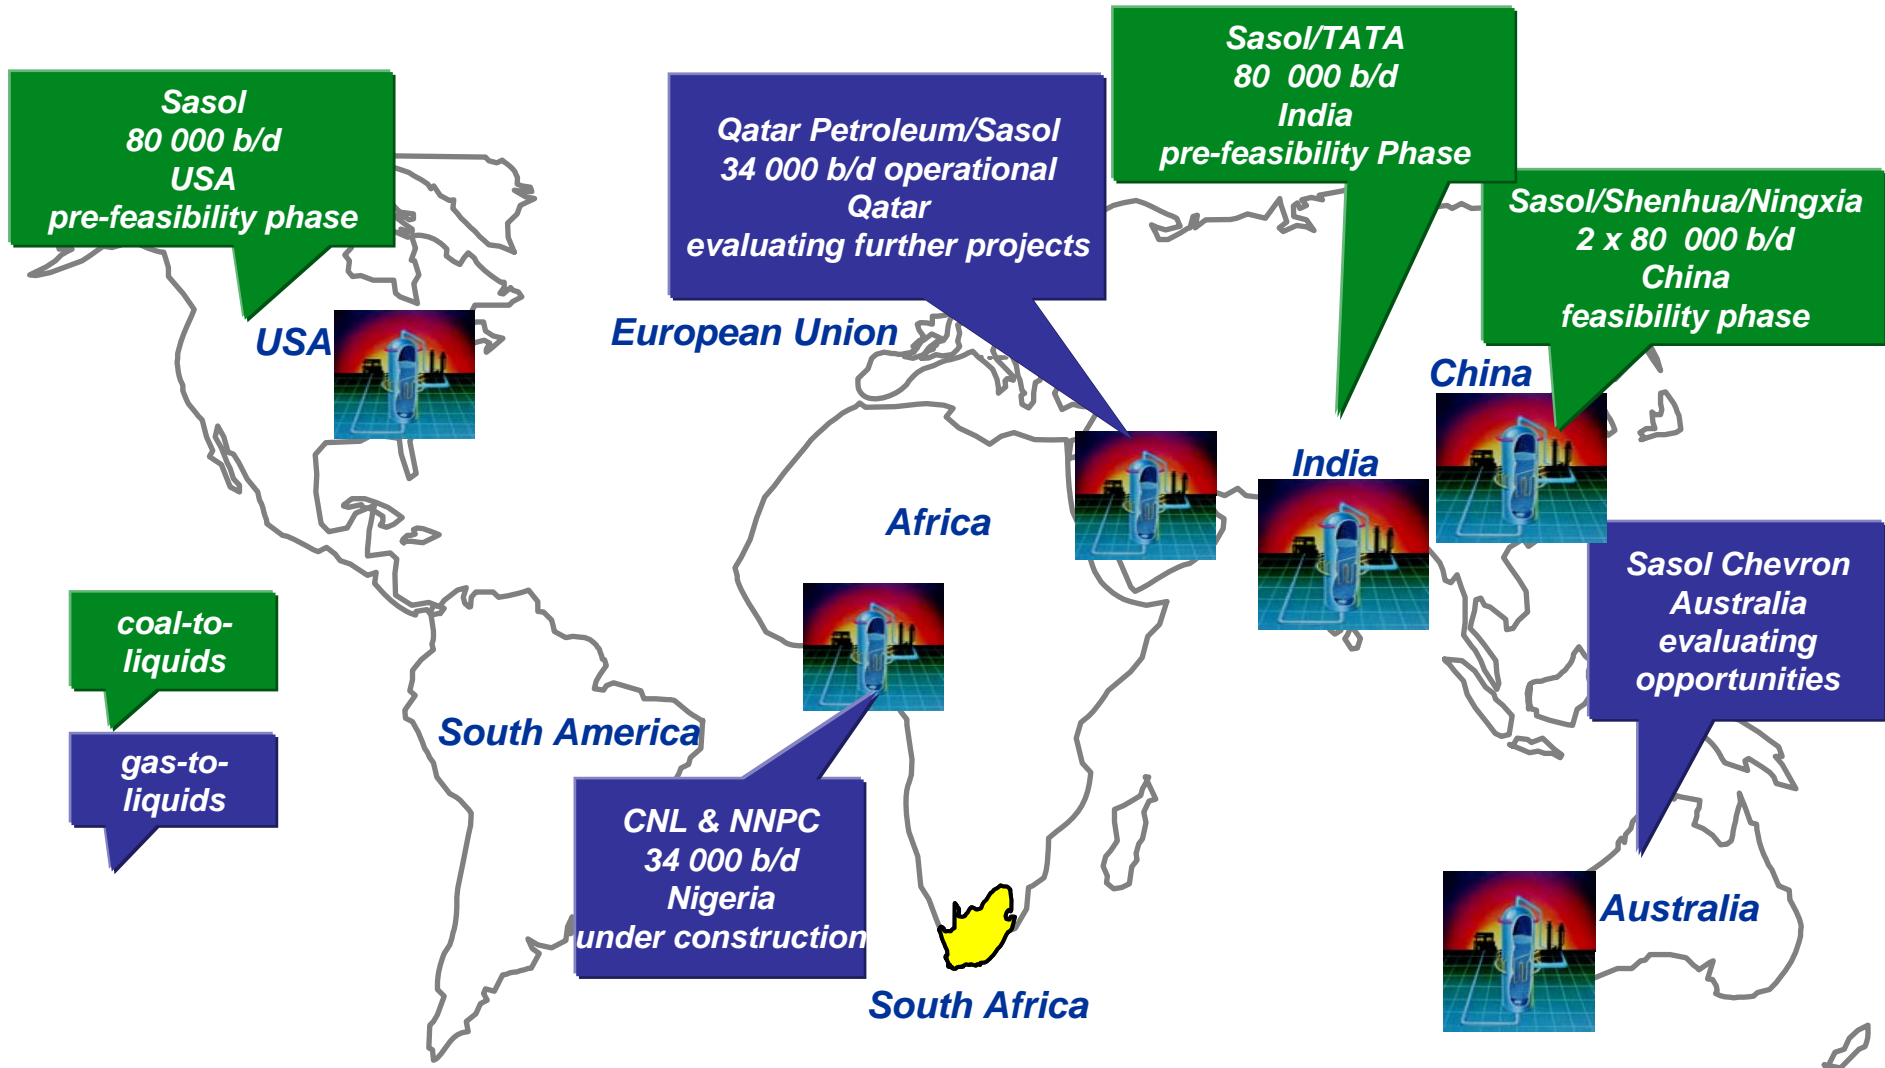 Sasol
80 000 b/d
USA
pre-feasibility phase
Qatar Petroleum/Sasol
34 000 b/d operational
Qatar
evaluating further projects
Sasol/TATA
80  000 b/d
India
pre-feasibility Phase
Sasol/Shenhua/Ningxia
2 x 80  000 b/d
China
feasibility phase
USA
European Union
China
India
Africa
Sasol Chevron
Australia
evaluating
opportunities
coal-to-
liquids
gas-to-
liquids
South America
CNL & NNPC
34 000 b/d
Nigeria
under construction
Australia
South Africa